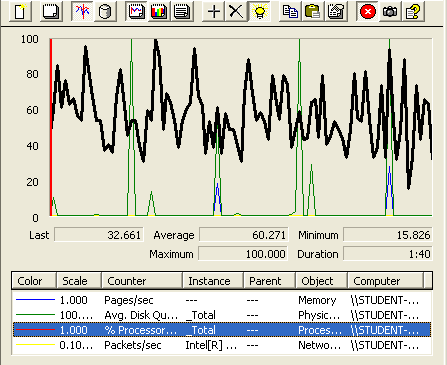 100
80
60
40
20
0
Last 32.661 Average 60.271 Minimum 15.826
Maximum 100.000 Duration 1:40
Color Scale Counter Instance Parent Object Computer
1.000 Pages/sec --- --- Memory \\STUDENT-...
100.... Avg. Disk Qu... _Total --- Physic... \\STUDENT-...
1.000 % Processor... _Total --- Proces... \\STUDENT-...
0.10... Packets/sec Intel[R] ... --- Netwo... \\STUDENT-...